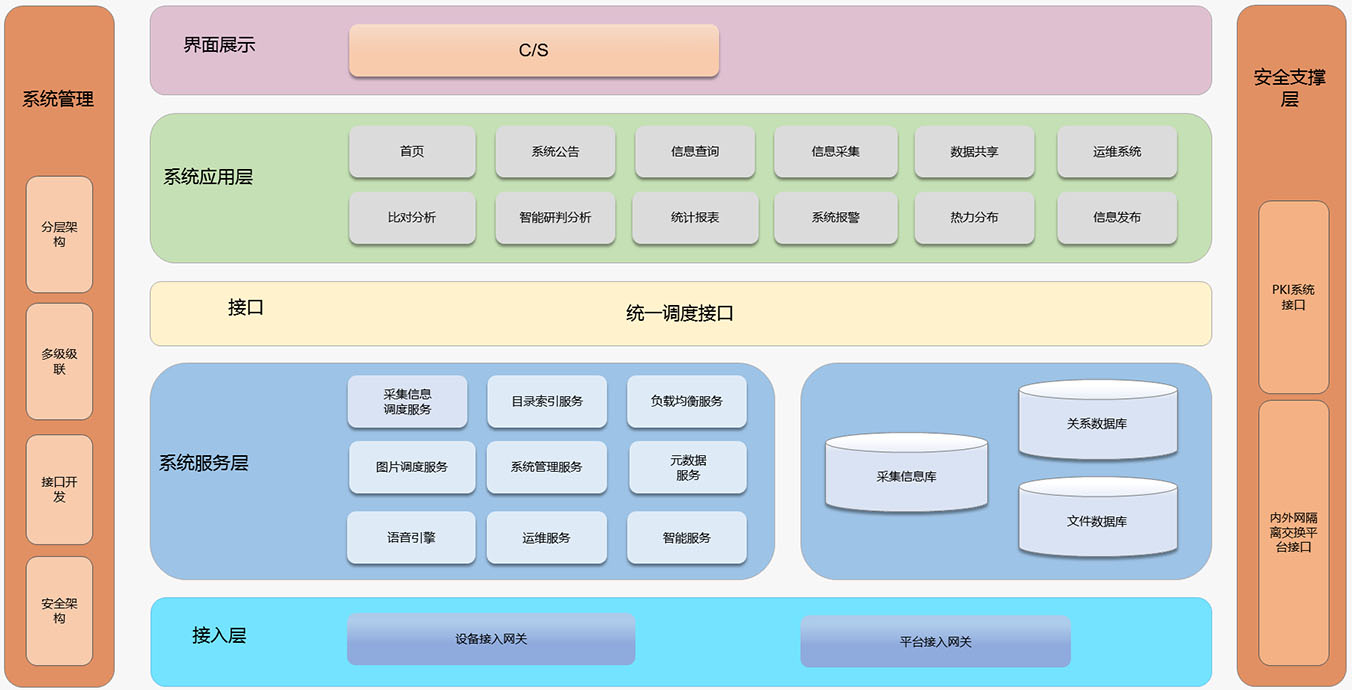 系统管理
分层架
构
多级级
联
接口开
发
安全架
构
界面展示
C/S
系统应用层
首页
系统公告
信息查询
信息采集
数据共享
运维系统
比对分析
智能研判分析
统计报表
系统报警
热力分布
信息发布
接口
统一调度接口
系统服务层
采集信息
调度服务
目录索引服务
负载均衡服务
图片调度服务
系统管理服务
元数据
服务
语音引擎
运维服务
智能服务
采集信息库
关系数据库
文件数据库
接入层
设备接入网关
平台接入网关
安全支撑
层
PKI系统
接口
内外网隔
离交换平
台接口